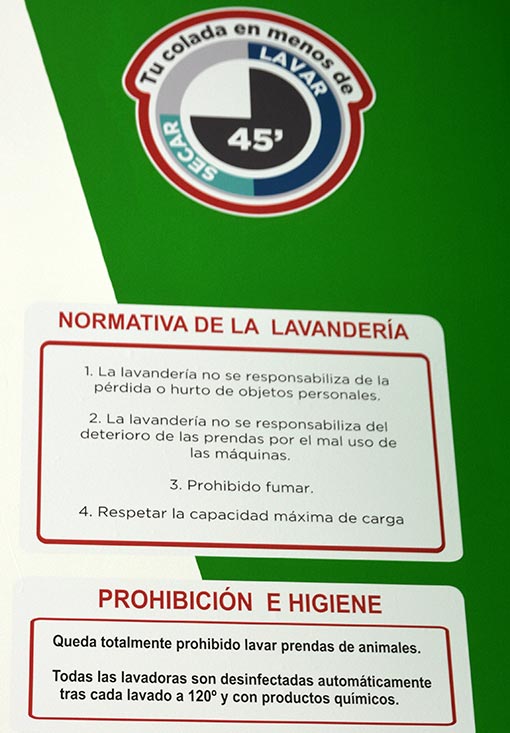 Tu colada en menos de
LAVAR
45’
SECAR
NORMATIVA DE LA LAVANDERÍA
1. La lavandería no se responsabiliza de la
pérdida o hurto de objetos personales.
2. La lavandería no se responsabiliza del
deterioro de las prendas por el mal uso de
las máquinas.
3. Prohibido fumar.
4. Respetar la capacidad máxima de carga
PROHIBICIÓN E HIGIENE
Queda totalmente prohibido lavar prendas de animales.
Todas las lavadoras son desinfectadas automáticamente
tras cada lavado a 120º y con productos químicos.